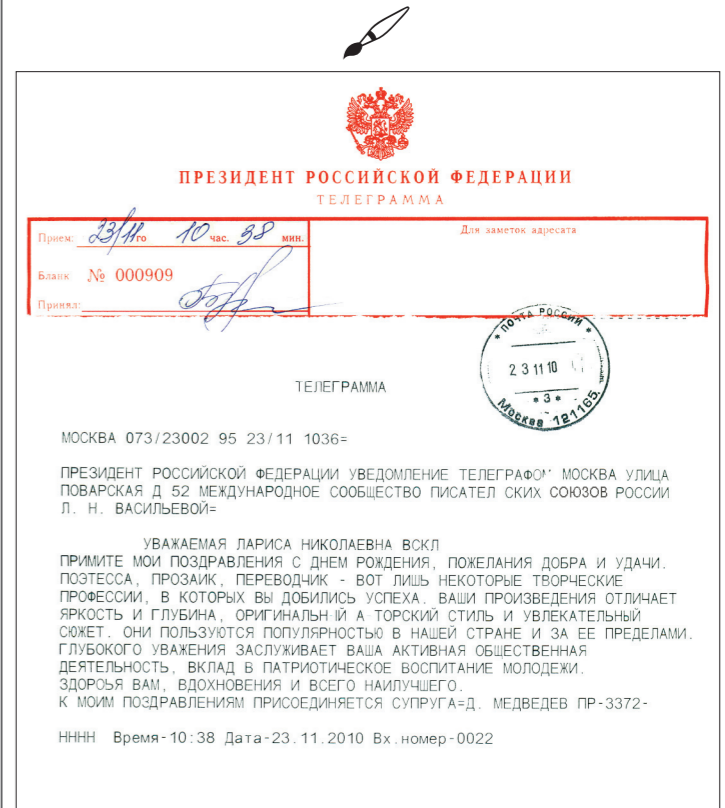 ПРЕЗИДЕНТ РОССИЙСКОЙ ФЕДЕРАЦИИ
ТЕЛЕГРАММА
Прием: 23/11 го 10 час. 38 мин.
Для заметок адресата
Бланк № 000909
Принял:
ПОЧТА РОССИИ
23 11 10
* 3 *
Москва 121165
ТЕЛЕГРАММА
МОСКВА 073/23002 95 23/11 1036=
ПРЕЗИДЕНТ РОССИЙСКОЙ ФЕДЕРАЦИИ УВЕДОМЛЕНИЕ ТЕЛЕГРАФОМ МОСКВА УЛИЦА
ПОВАРСКАЯ Д 52 МЕЖДУНАРОДНОЕ СООБЩЕСТВО ПИСАТЕЛ СКИХ СОЮЗОВ РОССИИ
Л. Н. ВАСИЛЬЕВОЙ=
УВАЖАЕМАЯ ЛАРИСА НИКОЛАЕВНА ВСКЛ
ПРИМИТЕ МОИ ПОЗДРАВЛЕНИЯ С ДНЕМ РОЖДЕНИЯ, ПОЖЕЛАНИЯ ДОБРА И УДАЧИ.
ПОЭТЕССА, ПРОЗАИК, ПЕРЕВОДЧИК - ВОТ ЛИШЬ НЕКОТОРЫЕ ТВОРЧЕСКИЕ
ПРОФЕССИИ, В КОТОРЫХ ВЫ ДОБИЛИСЬ УСПЕХА. ВАШИ ПРОИЗВЕДЕНИЯ ОТЛИЧАЕТ
ЯРКОСТЬ И ГЛУБИНА, ОРИГИНАЛЬНЫЙ А ТОРСКИЙ СТИЛЬ И УВЛЕКАТЕЛЬНЫЙ
СЮЖЕТ. ОНИ ПОЛЬЗУЮТСЯ ПОПУЛЯРНОСТЬЮ В НАШЕЙ СТРАНЕ И ЗА ЕЕ ПРЕДЕЛАМИ.
ГЛУБОКОГО УВАЖЕНИЯ ЗАСЛУЖИВАЕТ ВАША АКТИВНАЯ ОБЩЕСТВЕННАЯ
ДЕЯТЕЛЬНОСТЬ, ВКЛАД В ПАТРИОТИЧЕСКОЕ ВОСПИТАНИЕ МОЛОДЕЖИ.
ЗДОРОЬЯ ВАМ, ВДОХНОВЕНИЯ И ВСЕГО НАИЛУЧШЕГО.
К МОИМ ПОЗДРАВЛЕНИЯМ ПРИСОЕДИНЯЕТСЯ СУПРУГА=Д. МЕДВЕДЕВ ПР-3372-
НННН Время-10:38 Дата-23.11.2010 Вх.номер-0022